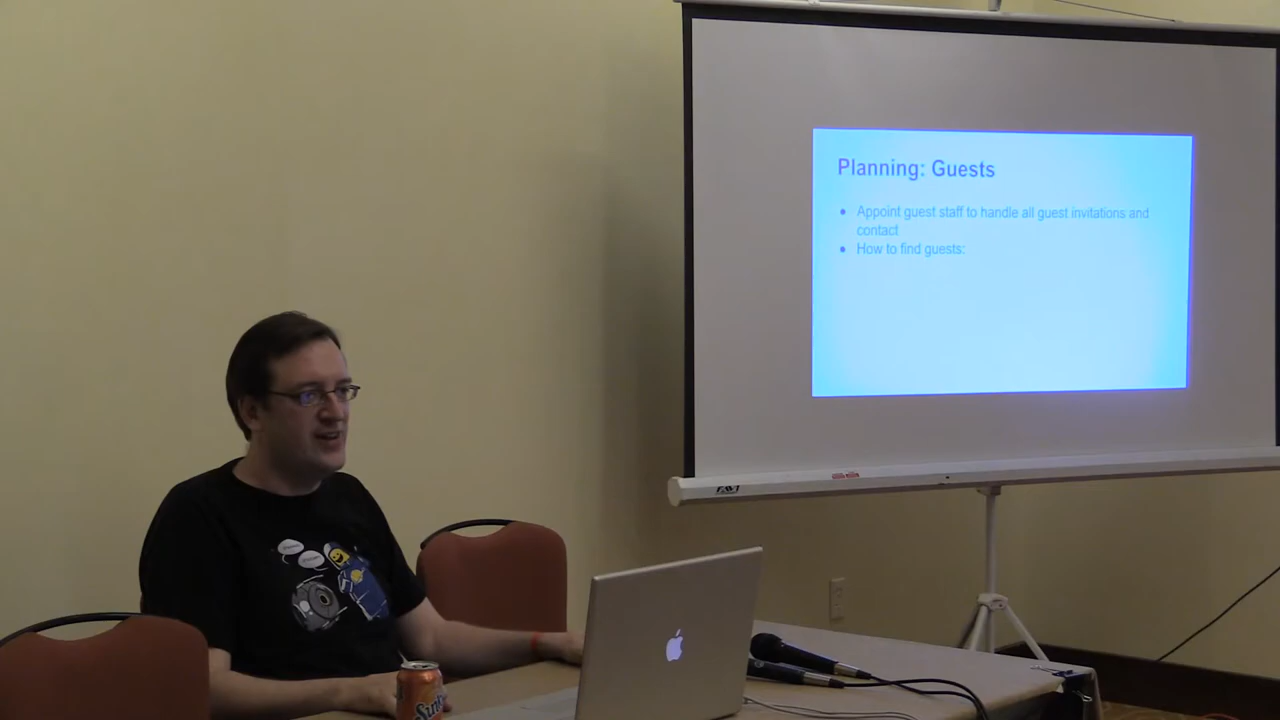 Planning: Guests
• Appoint guest staff to handle all guest invitations and
contact
• How to find guests: